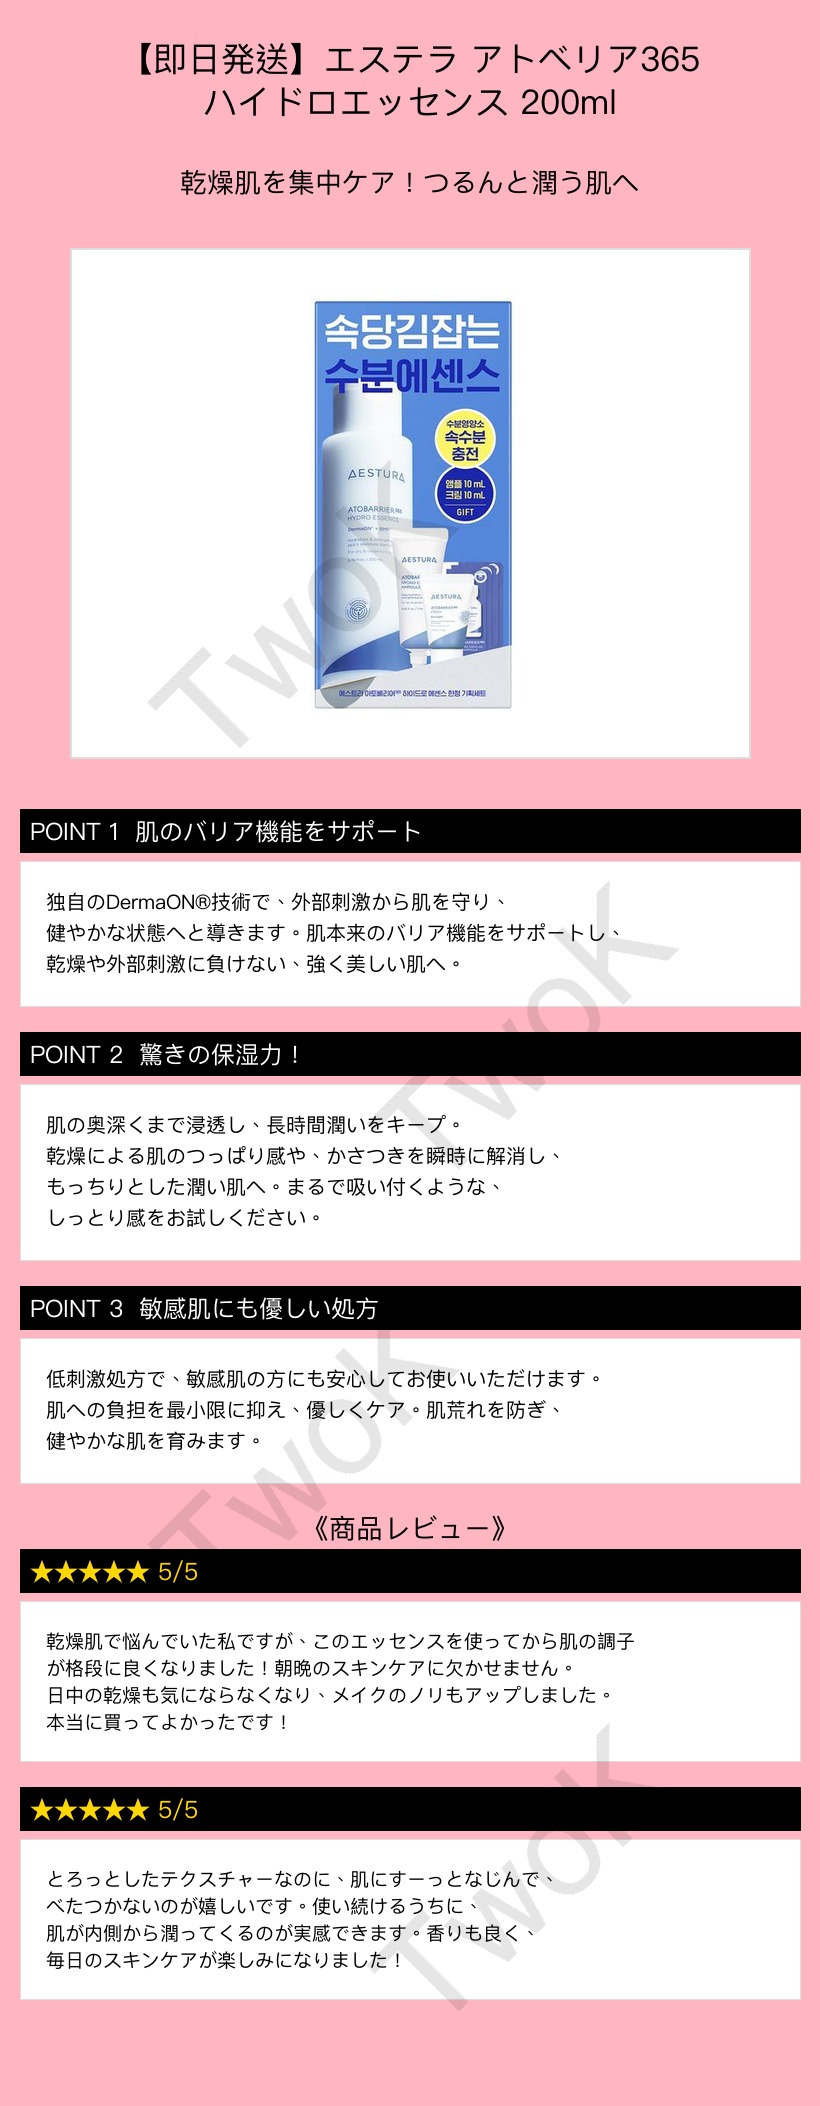 【即日発送】エステラ アトベリア365
ハイドロエッセンス 200ml
乾燥肌を集中ケア！つるんと潤う肌へ
속당김잡는
수분에센스
수분영양소
속수분
충전
앰플 10 mL
크림 10 mL
GIFT
AESTURA
ATOBARRIER365
HYDRO ESSENCE
AESTURA
AESTURA
에스트라 아토베리어365 하이드로 에센스 한정 기획세트
TwoK
POINT 1 肌のバリア機能をサポート
独自のDermaON®技術で、外部刺激から肌を守り、
健やかな状態へと導きます。肌本来のバリア機能をサポートし、
乾燥や外部刺激に負けない、強く美しい肌へ。
TwoK
POINT 2 驚きの保湿力！
肌の奥深くまで浸透し、長時間潤いをキープ。
乾燥による肌のつっぱり感や、かさつきを瞬時に解消し、
もっちりとした潤い肌へ。まるで吸い付くような、
しっとり感をお試しください。
POINT 3 敏感肌にも優しい処方
低刺激処方で、敏感肌の方にも安心してお使いいただけます。
肌への負担を最小限に抑え、優しくケア。肌荒れを防ぎ、
健やかな肌を育みます。
TwoK
《商品レビュー》
★★★★★ 5/5
乾燥肌で悩んでいた私ですが、このエッセンスを使ってから肌の調子
が格段に良くなりました！朝晩のスキンケアに欠かせません。
日中の乾燥も気にならなくなり、メイクのノリもアップしました。
本当に買ってよかったです！
★★★★★ 5/5
とろっとしたテクスチャーなのに、肌にすーっとなじんで、
べたつかないのが嬉しいです。使い続けるうちに、
肌が内側から潤ってくるのが実感できます。香りも良く、
毎日のスキンケアが楽しみになりました！
TwoK